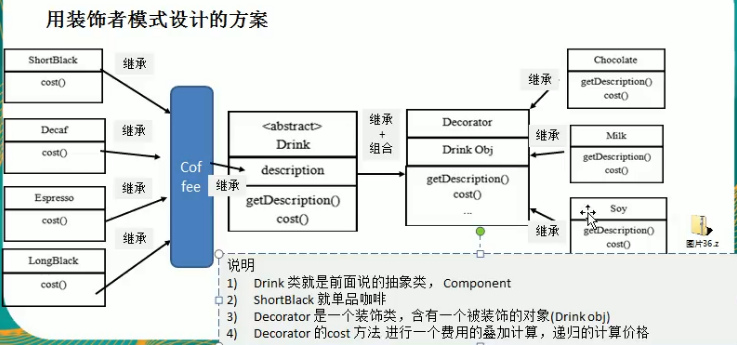 用装饰者模式设计的方案
ShortBlack
cost()
继承
Decaf
cost()
继承
Espresso
cost()
继承
LongBlack
cost()
继承
Cof
fee
继承
<abstract>
Drink
description
getDescription()
cost()
继承
+
组合
Decorator
Drink Obj
getDescription()
cost()
...
继承
Chocolate
getDescription()
cost()
继承
Milk
getDescription()
cost()
继承
Soy
getDescription()
cost()
图片36.z
说明
1) Drink 类就是前面说的抽象类， Component
2) ShortBlack 就单品咖啡
3) Decorator 是一个装饰类，含有一个被装饰的对象(Drink obj)
4) Decorator 的cost 方法 进行一个费用的叠加计算，递归的计算价格